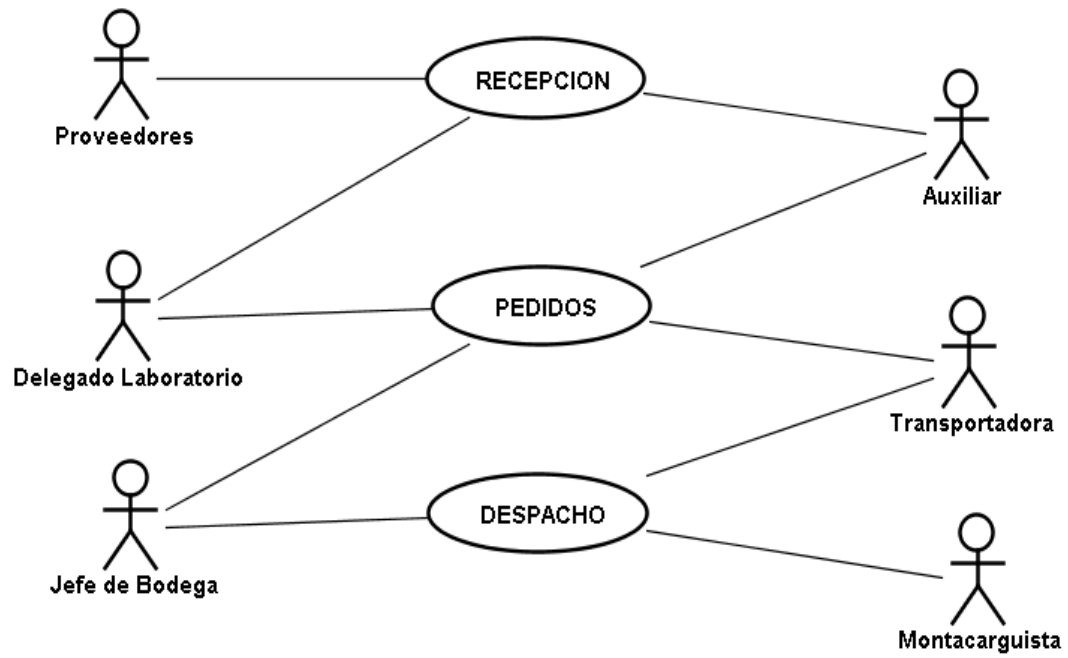 RECEPCION
Proveedores
Auxiliar
PEDIDOS
Delegado Laboratorio
Transportadora
DESPACHO
Jefe de Bodega
Montacarguista